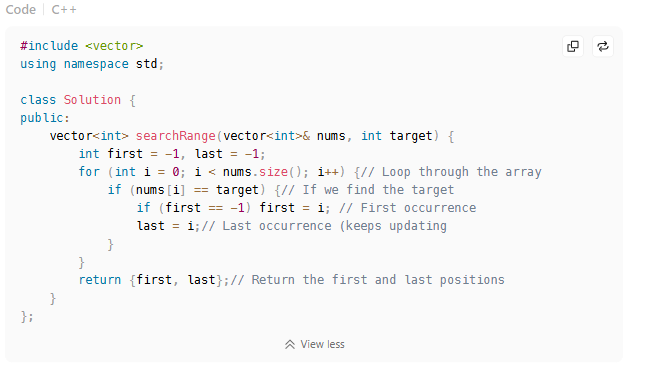 Code | C++
#include <vector>
using namespace std;
class Solution {
public:
    vector<int> searchRange(vector<int>& nums, int target) {
        int first = -1, last = -1;
        for (int i = 0; i < nums.size(); i++) {// Loop through the array
            if (nums[i] == target) {// If we find the target
                if (first == -1) first = i; // First occurrence
                last = i;// Last occurrence (keeps updating
            }
        }
        return {first, last};// Return the first and last positions
    }
};
View less